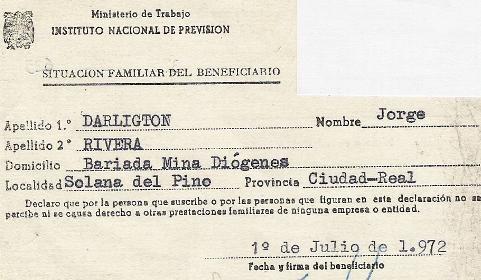 Ministerio de Trabajo
INSTITUTO NACIONAL DE PREVISION
SITUACION FAMILIAR DEL BENEFICIARIO
Apellido 1.° DARLIGTON Nombre Jorge
Apellido 2° RIVERA
Domicilio Bariada Mina Diógenes
Localidad Solana del Pino Provincia Ciudad-Real
Declaro que por la persona que suscribe o por las personas que figuran en esta declaración no se
percibe ni se causa derecho a otras prestaciones familiares de ninguna empresa o entidad.
1º de Julio de 1.972
Fecha y firma del beneficiario